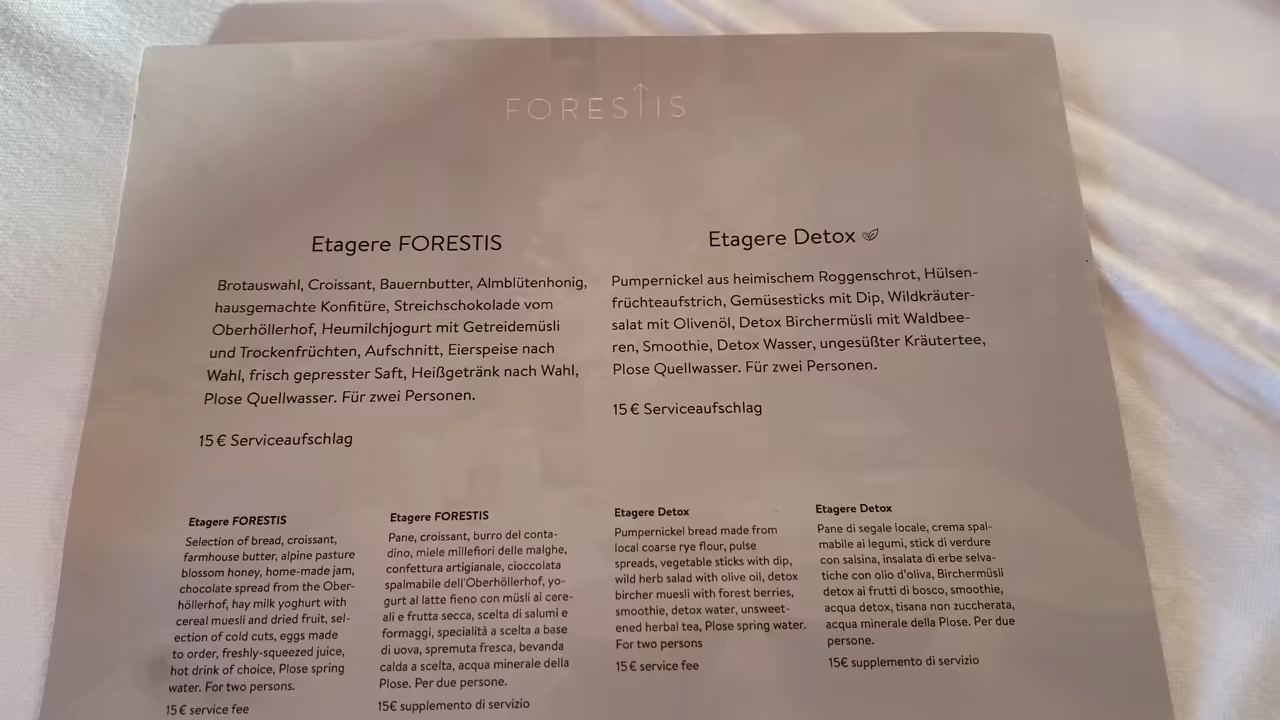 FORESTIS
Etagere FORESTIS
Brotauswahl, Croissant, Bauernbutter, Almblütenhonig,
hausgemachte Konfitüre, Streichschokolade vom
Oberhöllerhof, Heumilchjogurt mit Getreidemüsli
und Trockenfrüchten, Aufschnitt, Eierspeise nach
Wahl, frisch gepresster Saft, Heißgetränk nach Wahl,
Plose Quellwasser. Für zwei Personen.
15 € Serviceaufschlag
Etagere Detox
Pumpernickel aus heimischem Roggenschrot, Hülsen-
früchteaufstrich, Gemüsesticks mit Dip, Wildkräuter-
salat mit Olivenöl, Detox Birchermüsli mit Waldbee-
ren, Smoothie, Detox Wasser, ungesüßter Kräutertee,
Plose Quellwasser. Für zwei Personen.
15 € Serviceaufschlag
Etagere FORESTIS
Selection of bread, croissant,
farmhouse butter, alpine pasture
blossom honey, home-made jam,
chocolate spread from the Ober-
höllerhof, hay milk yoghurt with
cereal muesli and dried fruit, sel-
ection of cold cuts, eggs made
to order, freshly-squeezed juice,
hot drink of choice, Plose spring
water. For two persons.
15 € service fee
Etagere FORESTIS
Pane, croissant, burro del conta-
dino, miele millefiori delle malghe,
confettura artigianale, cioccolata
spalmabile dell'Oberhöllerhof, yo-
gurt al latte fieno con müsli ai cere-
ali e frutta secca, scelta di salumi e
formaggi, specialità a scelta a base
di uova, spremuta fresca, bevanda
calda a scelta, acqua minerale della
Plose. Per due persone.
15€ supplemento di servizio
Etagere Detox
Pumpernickel bread made from
local coarse rye flour, pulse
spreads, vegetable sticks with dip,
wild herb salad with olive oil, detox
bircher muesli with forest berries,
smoothie, detox water, unsweet-
ened herbal tea, Plose spring water.
For two persons
15 € service fee
Etagere Detox
Pane di segale locale, crema spal-
mabile ai legumi, stick di verdure
con salsina, insalata di erbe selva-
tiche con olio d'oliva, Birchermüsli
detox ai frutti di bosco, smoothie,
acqua detox, tisana non zuccherata,
acqua minerale della Plose. Per due
persone.
15€ supplemento di servizio